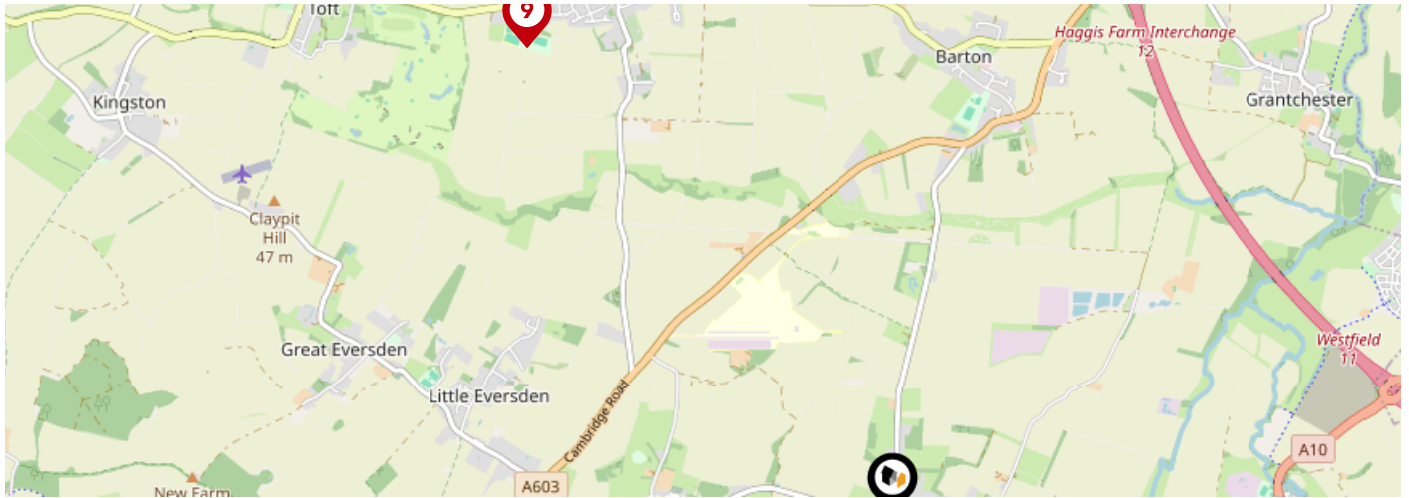 Toft
9
Haggis Farm Interchange
12
Barton
Kingston
Grantchester
Claypit
Hill
47 m
Great Eversden
Westfield
11
Little Eversden
Cambridge Road
A10
A603
New Farm